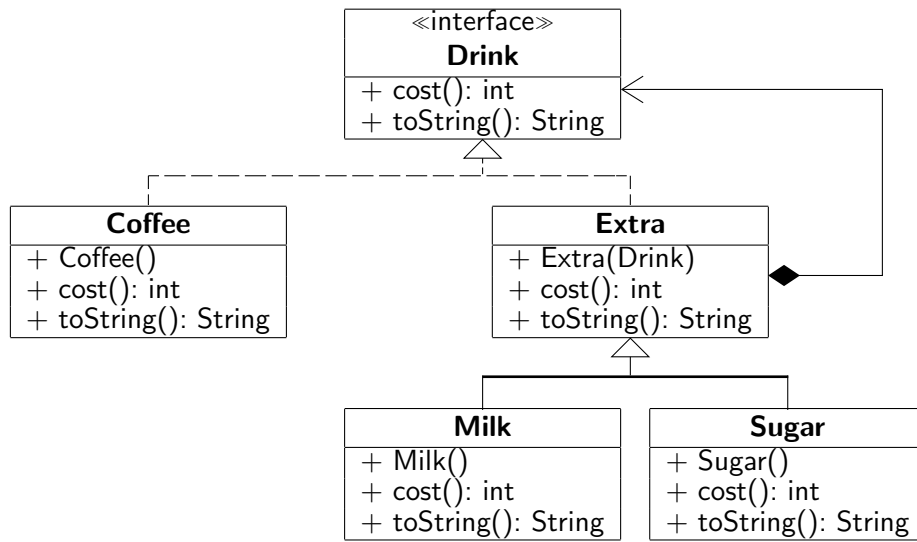 ≪interface≫
Drink
+ cost(): int
+ toString(): String
Coffee
+ Coffee()
+ cost(): int
+ toString(): String
Extra
+ Extra(Drink)
+ cost(): int
+ toString(): String
Milk
+ Milk()
+ cost(): int
+ toString(): String
Sugar
+ Sugar()
+ cost(): int
+ toString(): String